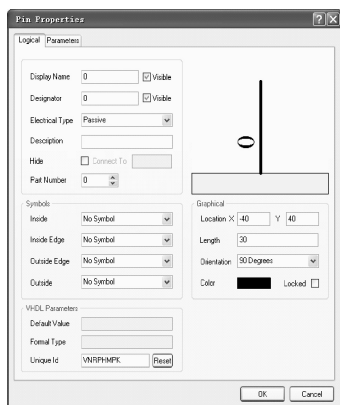 Pin Properties
Logical Parameters
Display Name 0 Visible
Designator 0 Visible
Electrical Type Passive
Description
Hide Connect To
Part Number 0
0
Symbols
Inside No Symbol
Inside Edge No Symbol
Outside Edge No Symbol
Outside No Symbol
Graphical
Location X -40 Y 40
Length 30
Orientation 90 Degrees
Color Locked
VHDL Parameters
Default Value
Formal Type
Unique Id VNRPHMPK Reset
OK Cancel